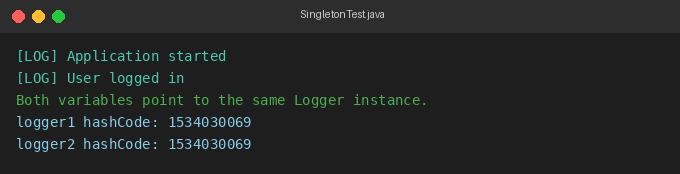 SingletonTest.java
[LOG] Application started
[LOG] User logged in
Both variables point to the same Logger instance.
logger1 hashCode: 1534030069
logger2 hashCode: 1534030069